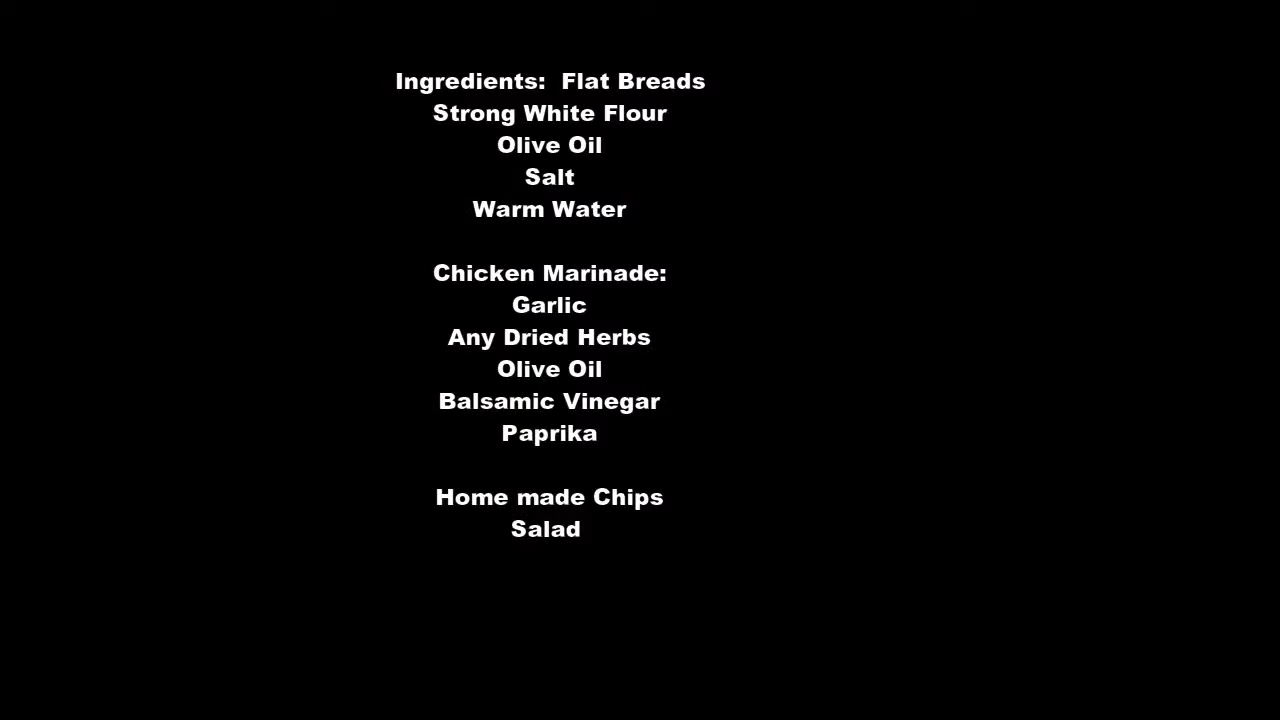 Ingredients:  Flat Breads
Strong White Flour
Olive Oil
Salt
Warm Water
Chicken Marinade:
Garlic
Any Dried Herbs
Olive Oil
Balsamic Vinegar
Paprika
Home made Chips
Salad